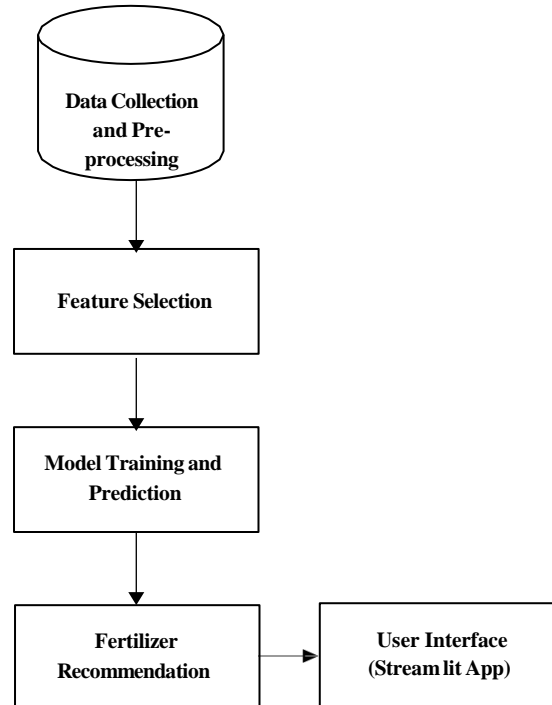 Data Collection
and Pre-
processing
Feature Selection
Model Training and
Prediction
Fertilizer
Recommendation
User Interface
(Stream lit App)